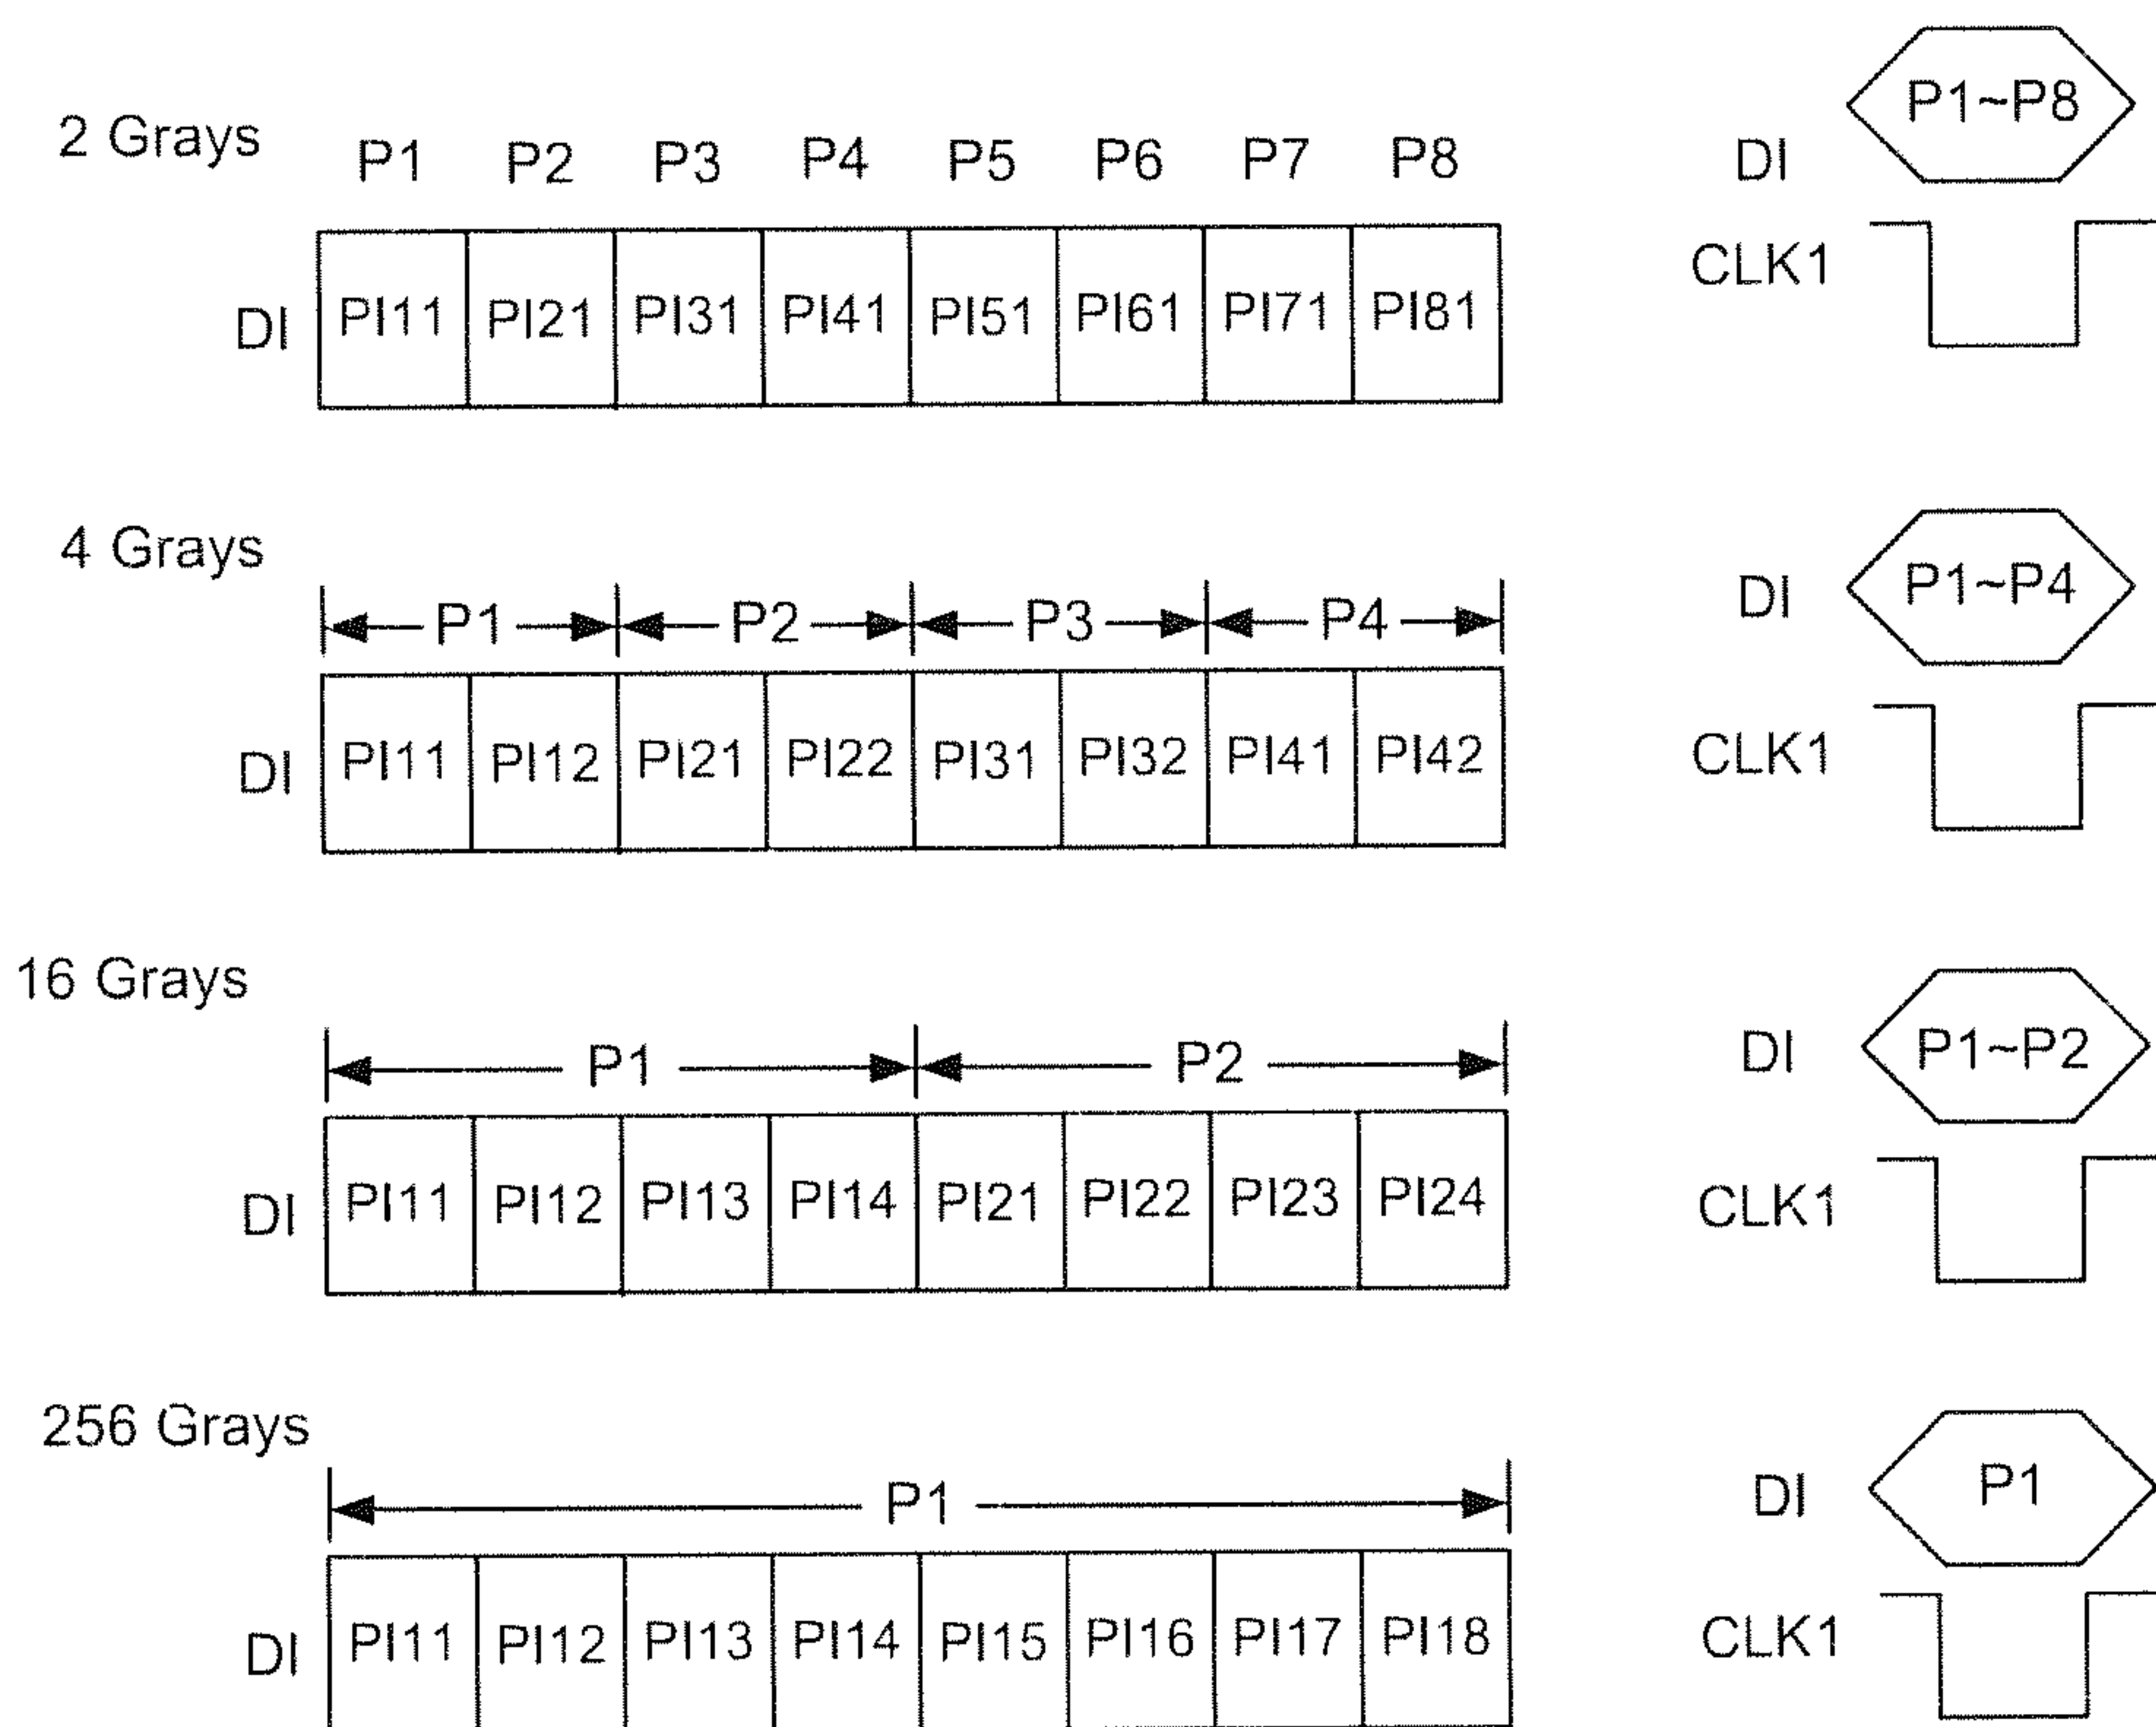 2 Grays
P1 P2 P3 P4 P5 P6 P7 P8
DI PI11 PI21 PI31 PI41 PI51 PI61 PI71 PI81
DI P1~P8
CLK1
4 Grays
P1 P2 P3 P4
DI PI11 PI12 PI21 PI22 PI31 PI32 PI41 PI42
DI P1~P4
CLK1
16 Grays
P1 P2
DI PI11 PI12 PI13 PI14 PI21 PI22 PI23 PI24
DI P1~P2
CLK1
256 Grays
P1
DI PI11 PI12 PI13 PI14 PI15 PI16 PI17 PI18
DI P1
CLK1